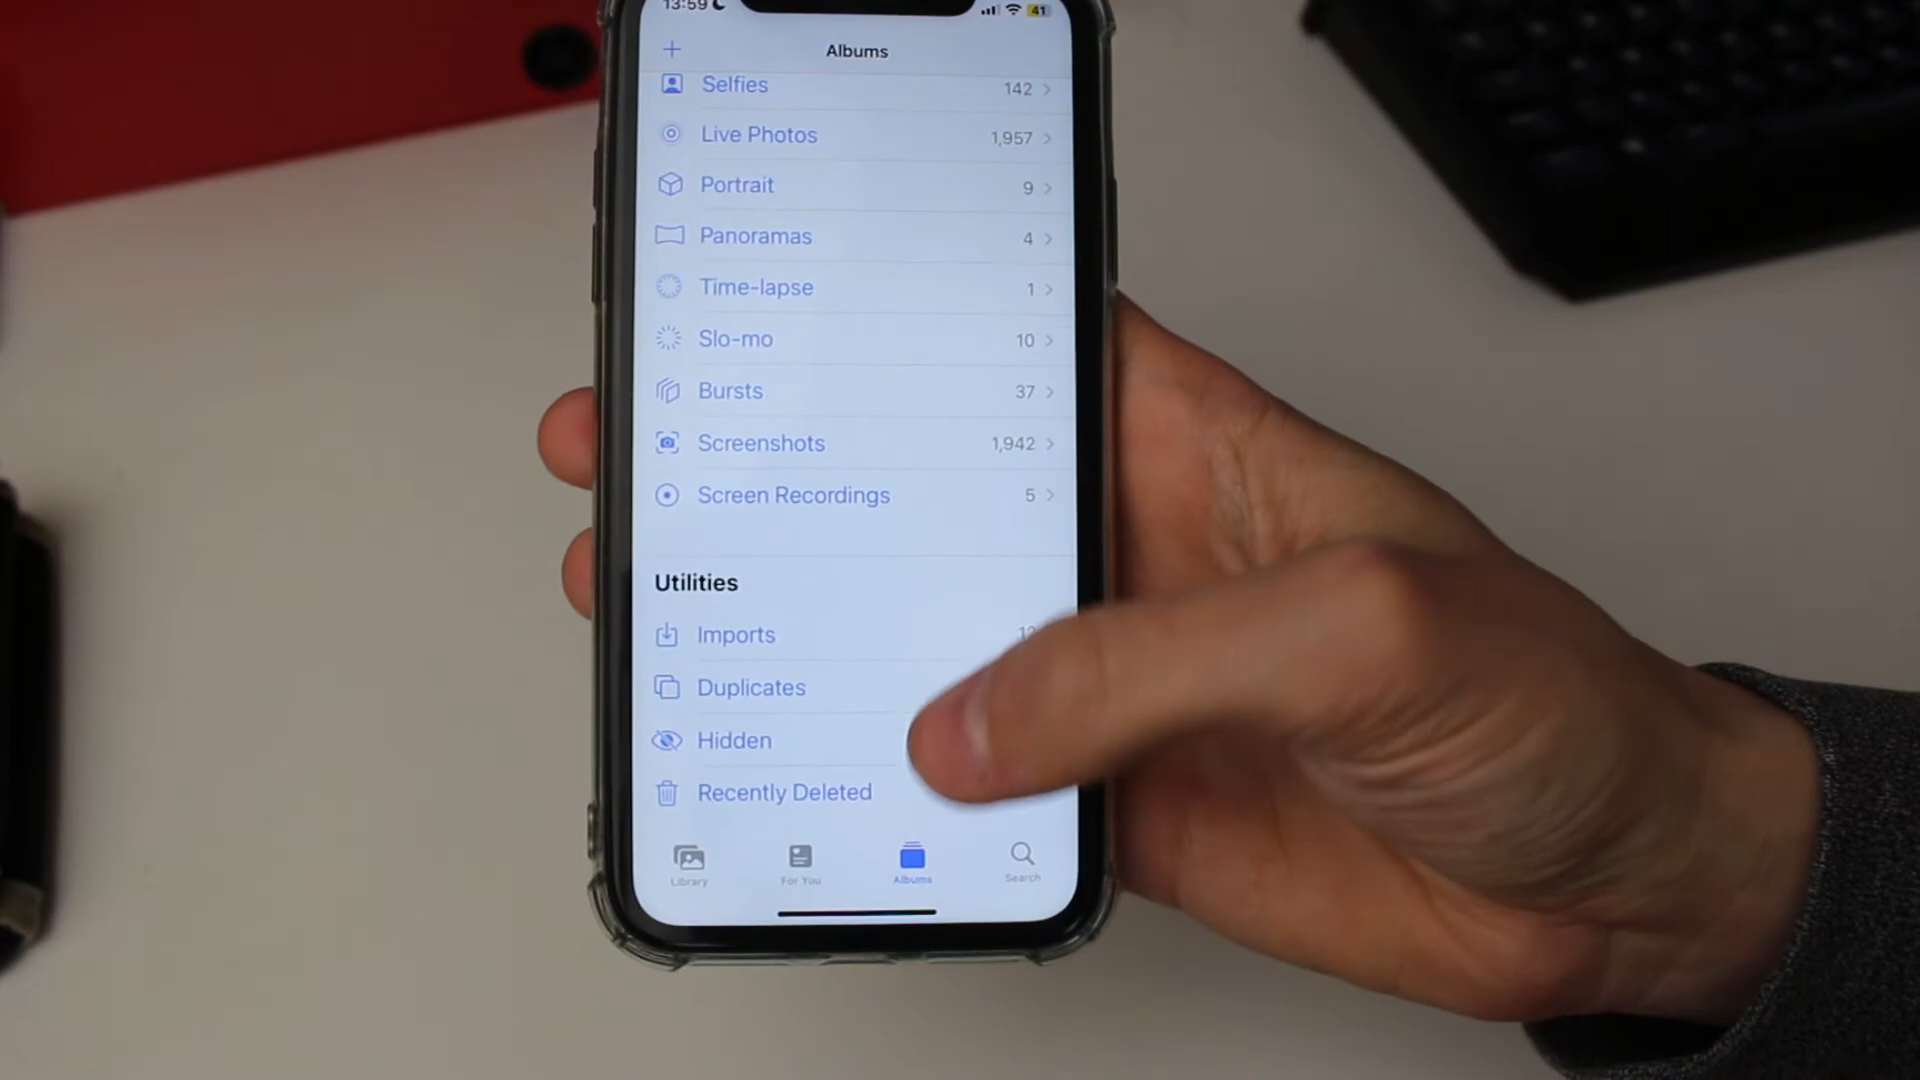 13:59 41
Albums
Selfies 142
Live Photos 1,957
Portrait 9
Panoramas 4
Time-lapse 1
Slo-mo 10
Bursts 37
Screenshots 1,942
Screen Recordings 5
Utilities
Imports
Duplicates
Hidden
Recently Deleted
Library For You Albums Search